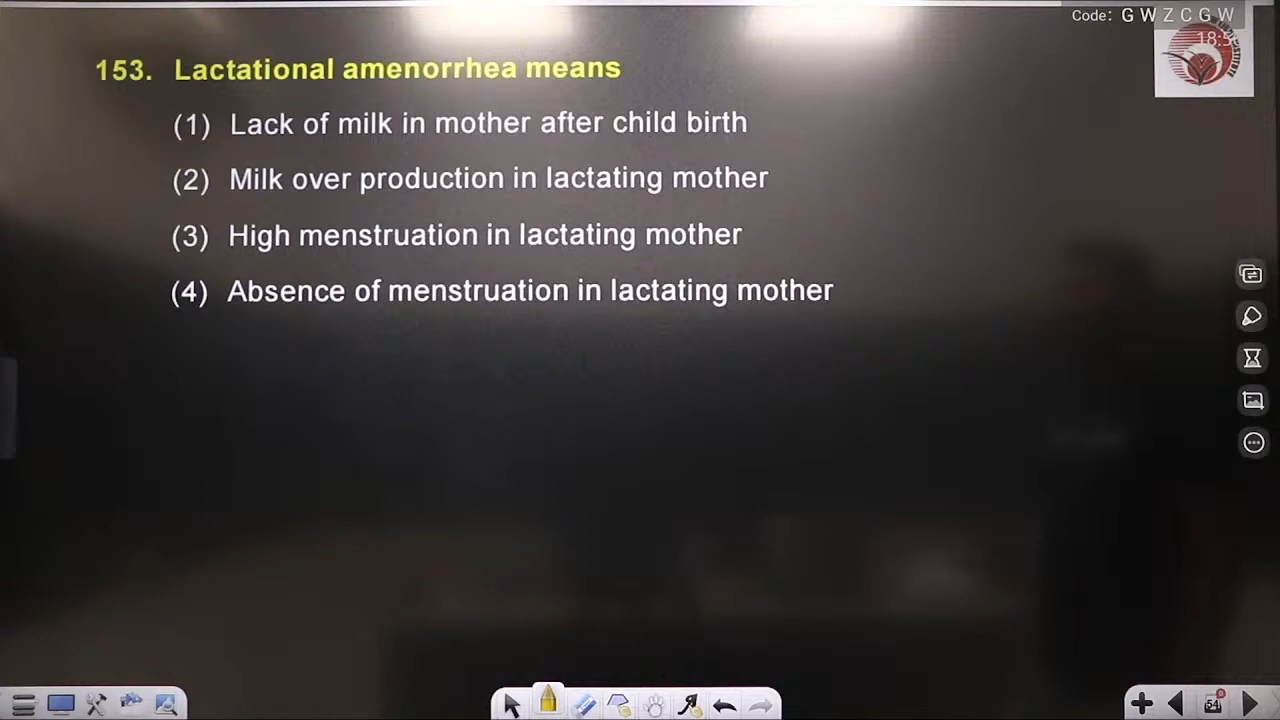 Code: G W Z C G W
153. Lactational amenorrhea means
(1) Lack of milk in mother after child birth
(2) Milk over production in lactating mother
(3) High menstruation in lactating mother
(4) Absence of menstruation in lactating mother
54